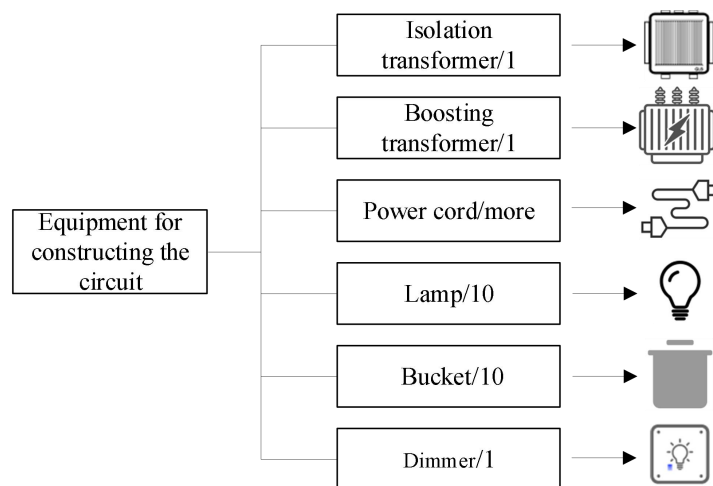 Isolation
transformer/1
Boosting
transformer/1
Power cord/more
Equipment for
constructing the
circuit
Lamp/10
Bucket/10
Dimmer/1